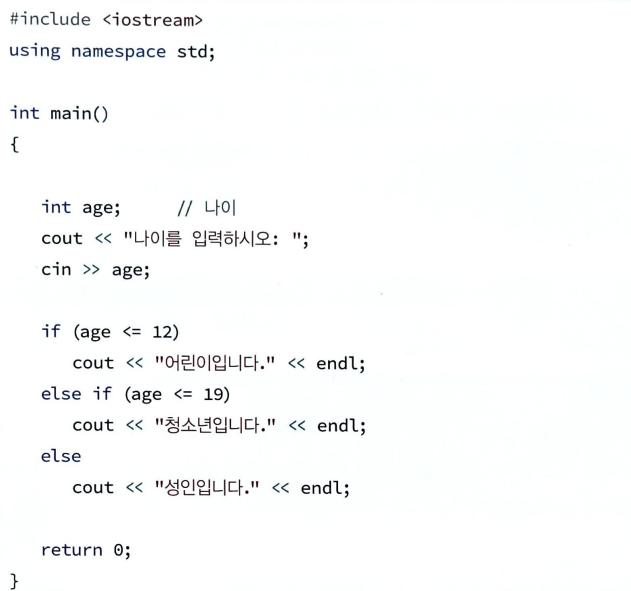 #include <iostream>
using namespace std;
int main()
{
int age; // 나이
cout << "나이를 입력하시오: ";
cin >> age;
if (age <= 12)
cout << "어린이입니다." << endl;
else if (age <= 19)
cout << "청소년입니다." << endl;
else
cout << "성인입니다." << endl;
return 0;
}